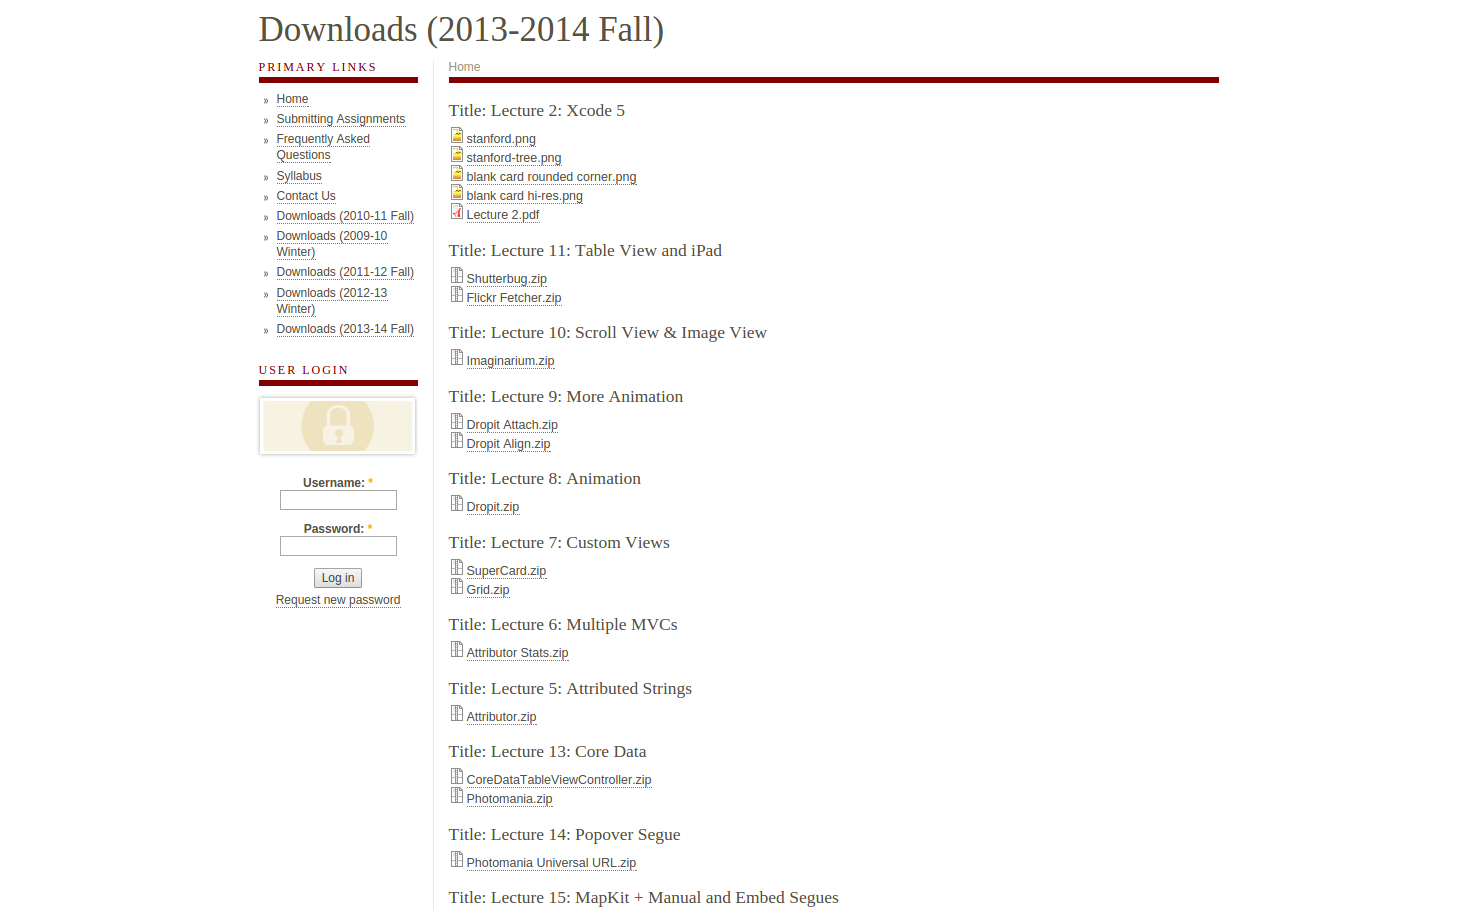 Downloads (2013-2014 Fall)
PRIMARY LINKS
» Home
» Submitting Assignments
» Frequently Asked
Questions
» Syllabus
» Contact Us
» Downloads (2010-11 Fall)
» Downloads (2009-10
Winter)
» Downloads (2011-12 Fall)
» Downloads (2012-13
Winter)
» Downloads (2013-14 Fall)
USER LOGIN
Username: *
Password: *
Log in
Request new password
Home
Title: Lecture 2: Xcode 5
stanford.png
stanford-tree.png
blank card rounded corner.png
blank card hi-res.png
Lecture 2.pdf
Title: Lecture 11: Table View and iPad
Shutterbug.zip
Flickr Fetcher.zip
Title: Lecture 10: Scroll View & Image View
Imaginarium.zip
Title: Lecture 9: More Animation
Dropit Attach.zip
Dropit Align.zip
Title: Lecture 8: Animation
Dropit.zip
Title: Lecture 7: Custom Views
SuperCard.zip
Grid.zip
Title: Lecture 6: Multiple MVCs
Attributor Stats.zip
Title: Lecture 5: Attributed Strings
Attributor.zip
Title: Lecture 13: Core Data
CoreDataTableViewController.zip
Photomania.zip
Title: Lecture 14: Popover Segue
Photomania Universal URL.zip
Title: Lecture 15: MapKit + Manual and Embed Segues